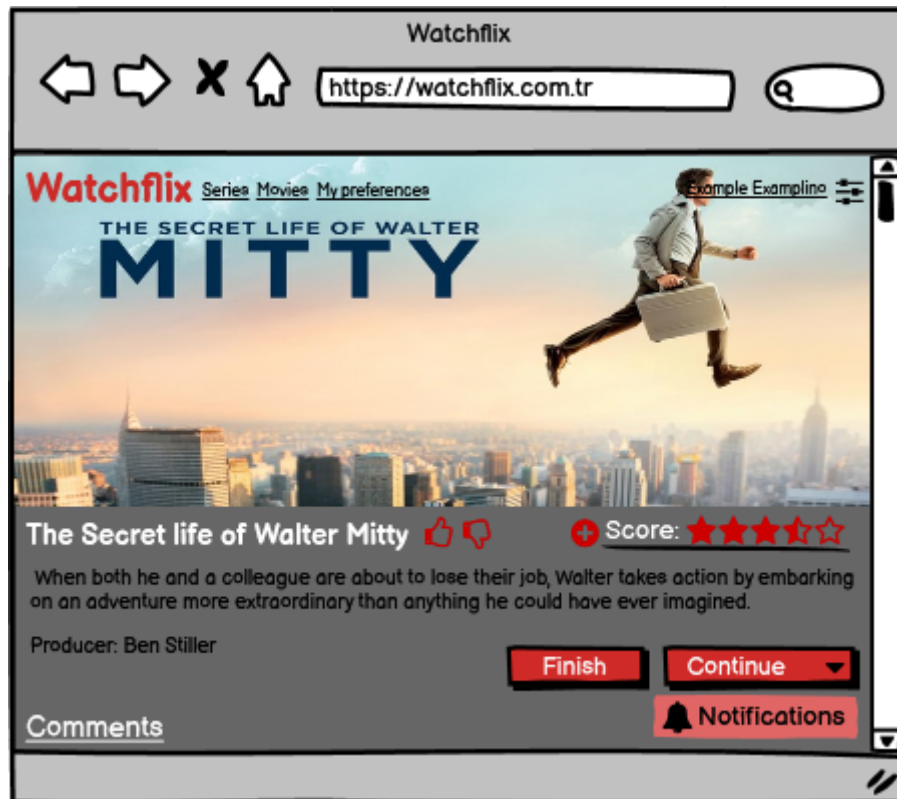 Watchflix
https://watchflix.com.tr
Watchflix Series Movies My preferences Example Examplino
THE SECRET LIFE OF WALTER
MITTY
The Secret life of Walter Mitty Score:
When both he and a colleague are about to lose their job, Walter takes action by embarking
on an adventure more extraordinary than anything he could have ever imagined.
Producer: Ben Stiller
Finish Continue
Comments Notifications